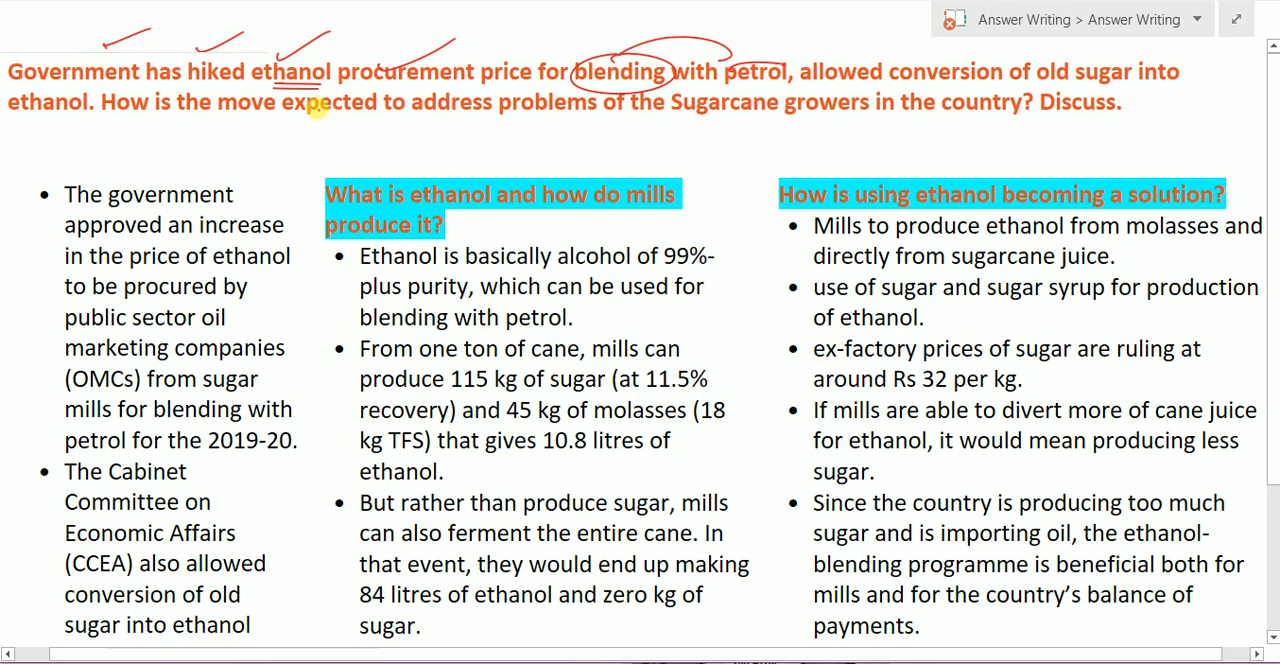 Answer Writing > Answer Writing
Government has hiked ethanol procurement price for blending with petrol, allowed conversion of old sugar into
ethanol. How is the move expected to address problems of the Sugarcane growers in the country? Discuss.
• The government
approved an increase
in the price of ethanol
to be procured by
public sector oil
marketing companies
(OMCs) from sugar
mills for blending with
petrol for the 2019-20.
• The Cabinet
Committee on
Economic Affairs
(CCEA) also allowed
conversion of old
sugar into ethanol
What is ethanol and how do mills
produce it?
• Ethanol is basically alcohol of 99%-
plus purity, which can be used for
blending with petrol.
• From one ton of cane, mills can
produce 115 kg of sugar (at 11.5%
recovery) and 45 kg of molasses (18
kg TFS) that gives 10.8 litres of
ethanol.
• But rather than produce sugar, mills
can also ferment the entire cane. In
that event, they would end up making
84 litres of ethanol and zero kg of
sugar.
How is using ethanol becoming a solution?
• Mills to produce ethanol from molasses and
directly from sugarcane juice.
• use of sugar and sugar syrup for production
of ethanol.
• ex-factory prices of sugar are ruling at
around Rs 32 per kg.
• If mills are able to divert more of cane juice
for ethanol, it would mean producing less
sugar.
• Since the country is producing too much
sugar and is importing oil, the ethanol-
blending programme is beneficial both for
mills and for the country's balance of
payments.